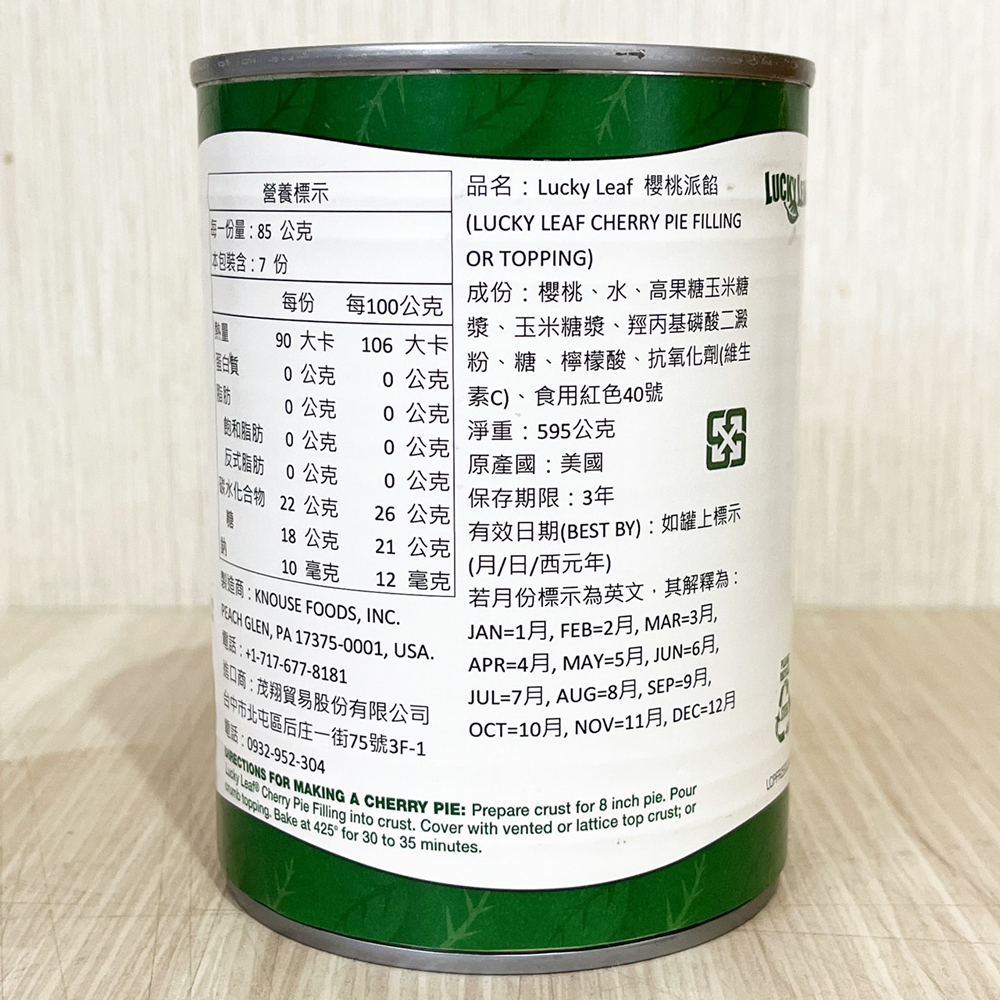 營養標示
每一份量：85 公克
本包裝含：7 份
每份 每100公克
熱量 90 大卡 106 大卡
蛋白質 0 公克 0 公克
脂肪 0 公克 0 公克
飽和脂肪 0 公克 0 公克
反式脂肪 0 公克 0 公克
碳水化合物 22 公克 26 公克
糖 18 公克 21 公克
鈉 10 毫克 12 毫克
製造商：KNOUSE FOODS, INC.
PEACH GLEN, PA 17375-0001, USA.
電話：+1-717-677-8181
進口商：茂翔貿易股份有限公司
台中市北屯區后庄一街75號3F-1
電話：0932-952-304
品名：Lucky Leaf 櫻桃派餡
(LUCKY LEAF CHERRY PIE FILLING
OR TOPPING)
成份：櫻桃、水、高果糖玉米糖
漿、玉米糖漿、羥丙基磷酸二澱
粉、糖、檸檬酸、抗氧化劑(維生
素C)、食用紅色40號
淨重：595公克
原產國：美國
保存期限：3年
有效日期(BEST BY)：如罐上標示
(月/日/西元年)
若月份標示為英文，其解釋為：
JAN=1月, FEB=2月, MAR=3月,
APR=4月, MAY=5月, JUN=6月,
JUL=7月, AUG=8月, SEP=9月,
OCT=10月, NOV=11月, DEC=12月
LUCKY
DIRECTIONS FOR MAKING A CHERRY PIE: Prepare crust for 8 inch pie. Pour
Lucky Leaf® Cherry Pie Filling into crust. Cover with vented or lattice top crust; or
crumb topping. Bake at 425° for 30 to 35 minutes.